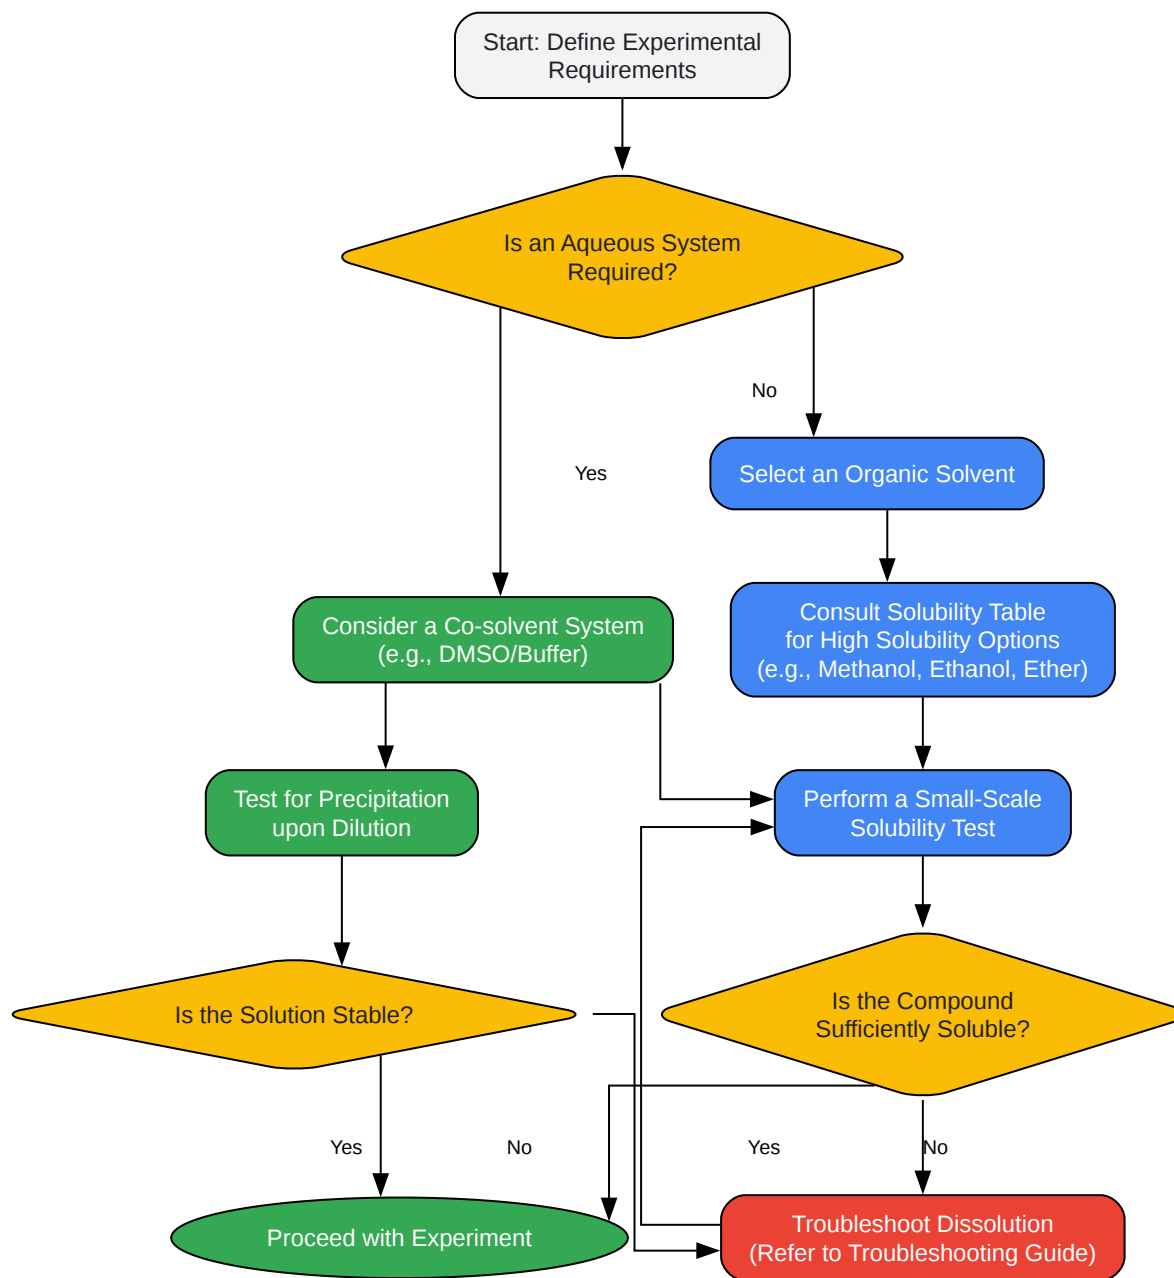 Start: Define Experimental
Requirements
Is an Aqueous System
Required?
No
Yes
Select an Organic Solvent
Consider a Co-solvent System
(e.g., DMSO/Buffer)
Consult Solubility Table
for High Solubility Options
(e.g., Methanol, Ethanol, Ether)
Test for Precipitation
upon Dilution
Perform a Small-Scale
Solubility Test
Is the Solution Stable?
Is the Compound
Sufficiently Soluble?
Yes
No
Yes
No
Proceed with Experiment
Troubleshoot Dissolution
(Refer to Troubleshooting Guide)